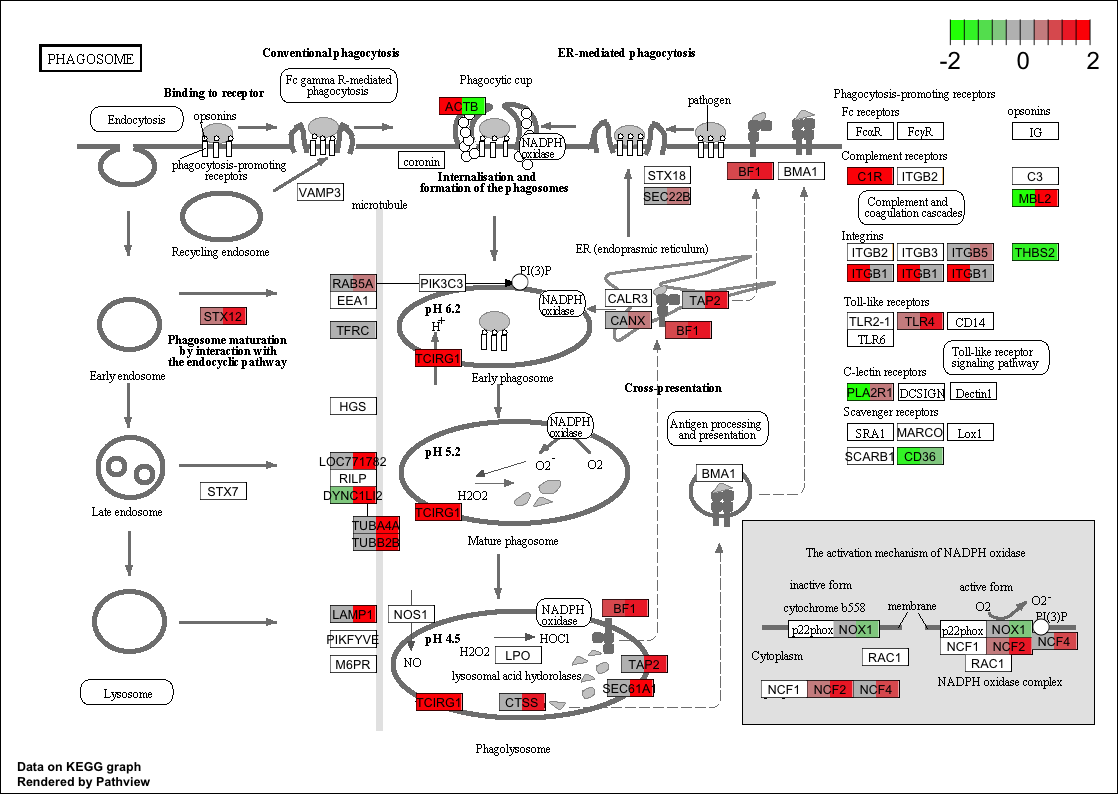 PHAGOSOME
Conventional phagocytosis
ER-mediated phagocytosis
-2 0 2
Binding to receptor
Fc gamma R-mediated
phagocytosis
Phagocytic cup
Endocytosis
opsonins
ACTB
pathogen
phagocytosis-promoting
receptors
coronin
NADPH
oxidase
Internalisation and
formation of the phagosomes
VAMP3
STX18
SEC22B
BF1
BMA1
microtubule
Recycling endosome
ER (endoprasmic reticulum)
Phagocytosis-promoting receptors
Fc receptors
opsonins
FcαR
FcγR
IG
Complement receptors
C1R
ITGB2
C3
MBL2
Complement and
coagulation cascades
Integrins
ITGB2
ITGB3
ITGB5
THBS2
ITGB1
ITGB1
ITGB1
Toll-like receptors
TLR2-1
TLR4
CD14
TLR6
Toll-like receptor
signaling pathway
C-lectin receptors
PLA2R1
DCSIGN
Dectin1
Scavenger receptors
SRA1
MARCO
Lox1
SCARB1
CD36
RAB5A
EEA1
TFRC
PIK3C3
PI(3)P
pH 6.2
H+
NADPH
oxidase
CALR3
CANX
TAP2
BF1
TCIRG1
Early phagosome
STX12
Phagosome maturation
by interaction with
the endocyclic pathway
Early endosome
Cross-presentation
HGS
Antigen processing
and presentation
NADPH
oxidase
pH 5.2
O2-
O2
H2O2
TCIRG1
Mature phagosome
LOC771782
RILP
DYNC1LI2
TUBA4A
TUBB2B
STX7
Late endosome
BMA1
LAMP1
PIKFYVE
M6PR
NOS1
NO
pH 4.5
NADPH
oxidase
BF1
HOCl
H2O2
LPO
lysosomal acid hydorolases
TAP2
SEC61A1
TCIRG1
CTSS
Phagolysosome
Lysosome
The activation mechanism of NADPH oxidase
inactive form
active form
cytochrome b558
membrane
O2
O2-
PI(3)P
p22phox
NOX1
p22phox
NOX1
NCF1
NCF2
NCF4
RAC1
Cytoplasm
RAC1
NADPH oxidase complex
NCF1
NCF2
NCF4
Data on KEGG graph
Rendered by Pathview